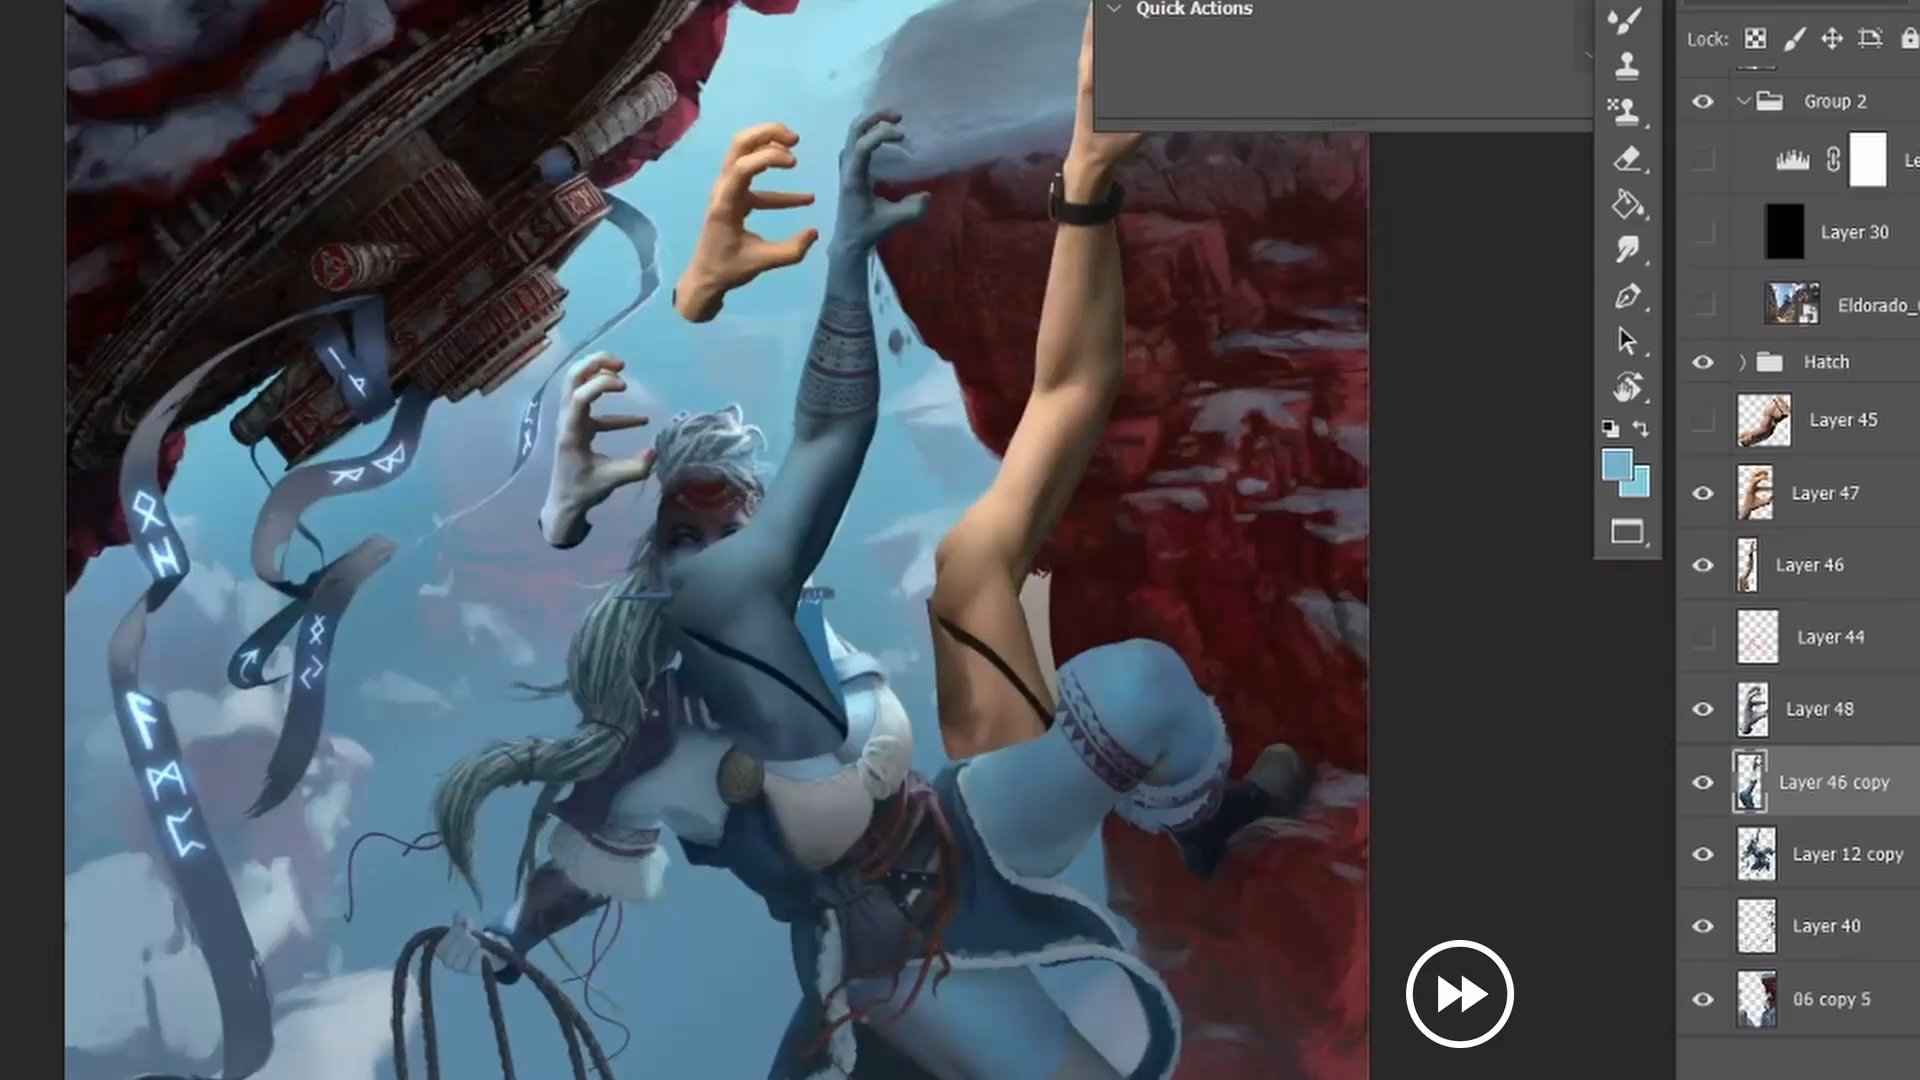 Quick Actions
Lock:
Group 2
Le
Layer 30
Eldorado_
Hatch
Layer 45
Layer 47
Layer 46
Layer 44
Layer 48
Layer 46 copy
Layer 12 copy
Layer 40
06 copy 5